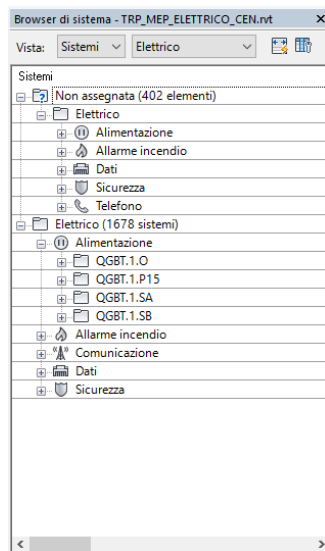 Browser di sistema - TRP_MEP_ELETTRICO_CEN.rvt
Vista: Sistemi Elettrico
Sistemi
Non assegnata (402 elementi)
Elettrico
Alimentazione
Allarme incendio
Dati
Sicurezza
Telefono
Elettrico (1678 sistemi)
Alimentazione
QGBT.1.O
QGBT.1.P15
QGBT.1.SA
QGBT.1.SB
Allarme incendio
Comunicazione
Dati
Sicurezza